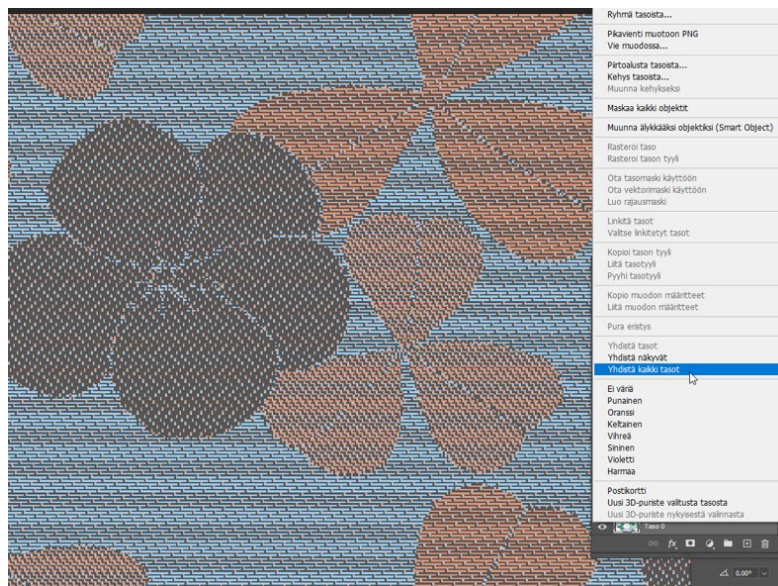 Ryhmä tasoista...
Pikavienti muotoon PNG
Vie muodossa...
Piirtoalusta tasoista...
Kehys tasoista...
Muunna kehykseksi
Maskaa kaikki objektit
Muunna älykkääksi objektiksi (Smart Object)
Rasteroi taso
Rasteroi tason tyyli
Ota tasomaski käyttöön
Ota vektorimaski käyttöön
Luo rajausmaski
Linkitä tasot
Valitse linkitetyt tasot
Kopioi tason tyyli
Liitä tasotyyli
Pyyhi tasotyyli
Kopio muodon määritteet
Liitä muodon määritteet
Pura eristys
Yhdistä tasot
Yhdistä näkyvät
Yhdistä kaikki tasot
Ei väriä
Punainen
Oranssi
Keltainen
Vihreä
Sininen
Violetti
Harmaa
Postikortti
Uusi 3D-puriste valitusta tasosta
Uusi 3D-puriste nykyisestä valinnasta
Taso 0
fx
0,00°